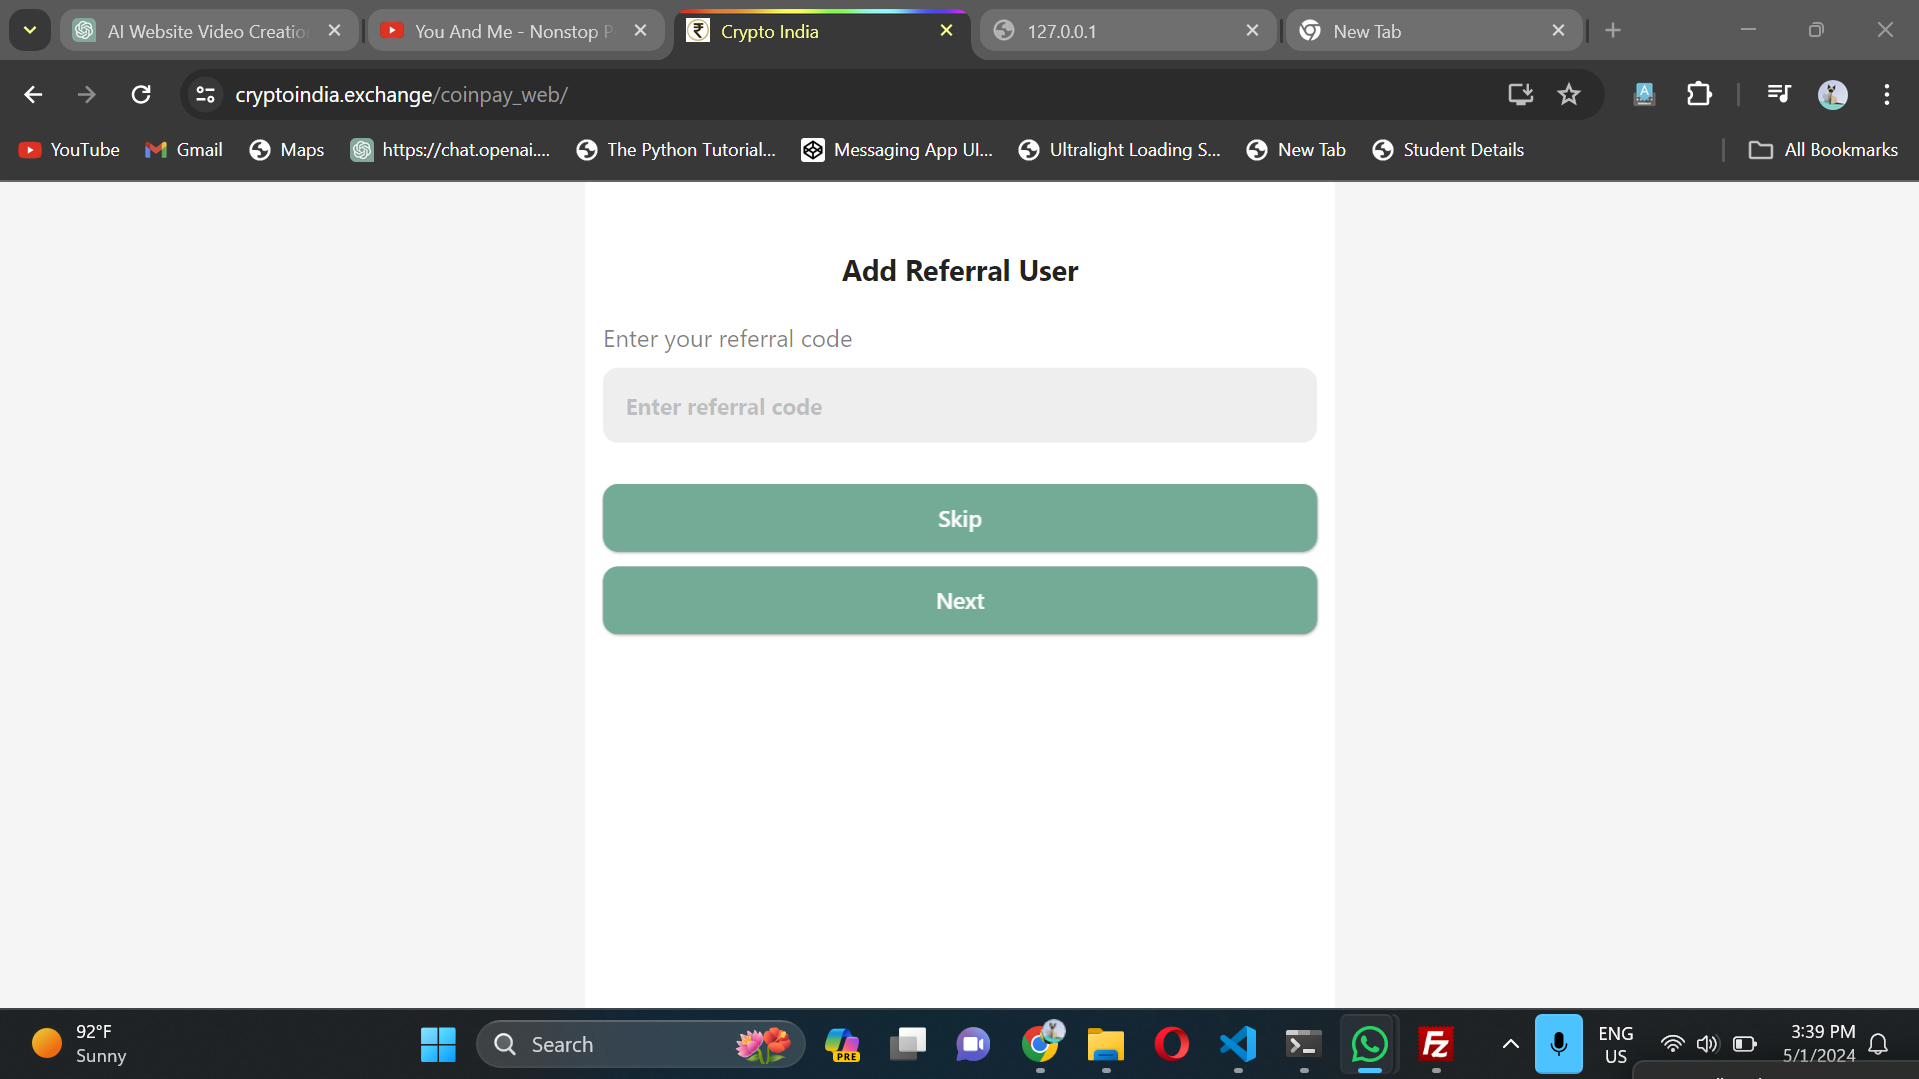 AI Website Video Creatio
You And Me - Nonstop P
Crypto India
127.0.0.1
New Tab
cryptoindia.exchange/coinpay_web/
YouTube
Gmail
Maps
https://chat.openai....
The Python Tutorial...
Messaging App UI...
Ultralight Loading S...
New Tab
Student Details
All Bookmarks
Add Referral User
Enter your referral code
Enter referral code
Skip
Next
92°F
Sunny
Search
PRE
ENG
US
3:39 PM
5/1/2024